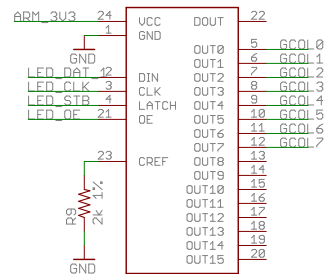 ARM_3V3 24 VCC DOUT 22
1 GND
GND
OUT0 5 GCOL0
OUT1 6 GCOL1
LED_DAT_1 2 DIN OUT2 7 GCOL2
LED_CLK 3 CLK OUT3 8 GCOL3
LED_STB 4 LATCH OUT4 9 GCOL4
LED_OE 21 OE OUT5 10 GCOL5
OUT6 11 GCOL6
OUT7 12 GCOL7
23 CREF OUT8 13
OUT9 14
OUT10 15
OUT11 16
R9 2k 1% OUT12 17
OUT13 18
OUT14 19
GND OUT15 20